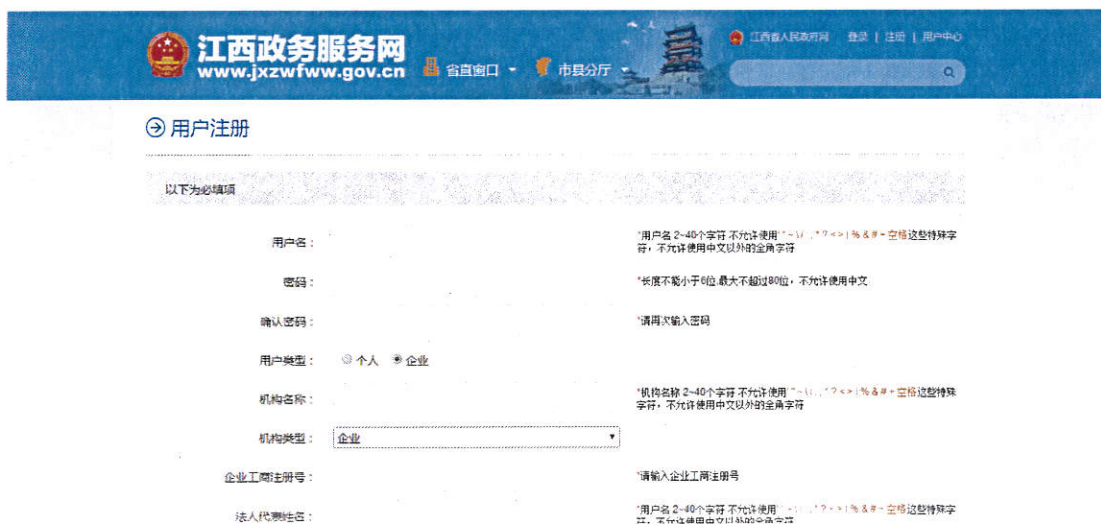 江西政务服务网
www.jxzwfww.gov.cn
省直窗口
市县分厅
江西省人民政府网 登录 | 注册 | 用户中心
用户注册
以下为必填项
用户名：
*用户名 2~40个字符 不允许使用 空格这些特殊字
符，不允许使用中文以外的全角字符
密码：
*长度不能小于6位,最大不超过80位，不允许使用中文
确认密码：
*请再次输入密码
用户类型： 个人 企业
机构名称：
*机构名称 2~40个字符 不允许使用 空格这些特殊
字符，不允许使用中文以外的全角字符
机构类型： 企业
企业工商注册号：
*请输入企业工商注册号
法人代表姓名：
*用户名 2~40个字符 不允许使用 空格这些特殊字
符，不允许使用中文以外的全角字符